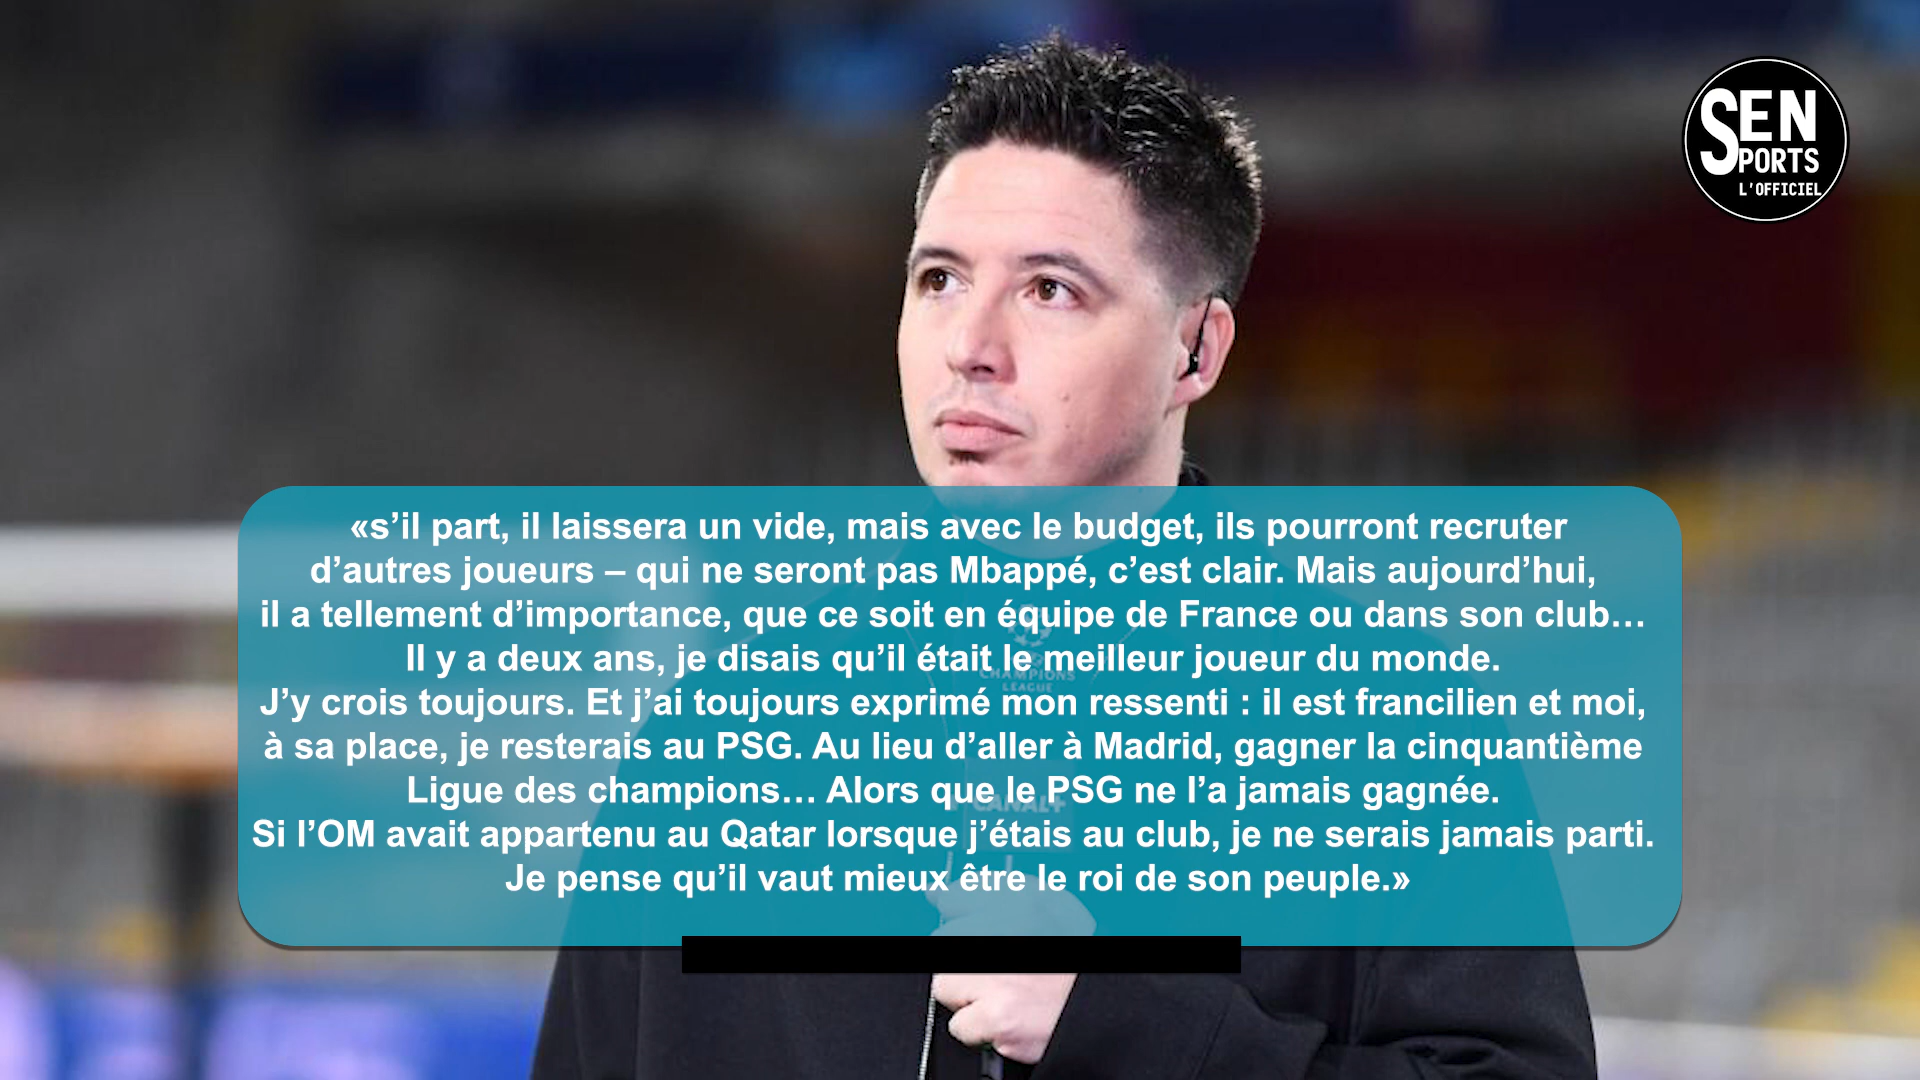 SEN
SPORTS
L'OFFICIEL
«s’il part, il laissera un vide, mais avec le budget, ils pourront recruter
d’autres joueurs – qui ne seront pas Mbappé, c’est clair. Mais aujourd’hui,
il a tellement d’importance, que ce soit en équipe de France ou dans son club…
Il y a deux ans, je disais qu’il était le meilleur joueur du monde.
J’y crois toujours. Et j’ai toujours exprimé mon ressenti : il est francilien et moi,
à sa place, je resterais au PSG. Au lieu d’aller à Madrid, gagner la cinquantième
Ligue des champions… Alors que le PSG ne l’a jamais gagnée.
Si l’OM avait appartenu au Qatar lorsque j’étais au club, je ne serais jamais parti.
Je pense qu’il vaut mieux être le roi de son peuple.»
CHAMPIONS
LEAGUE
CANAL+